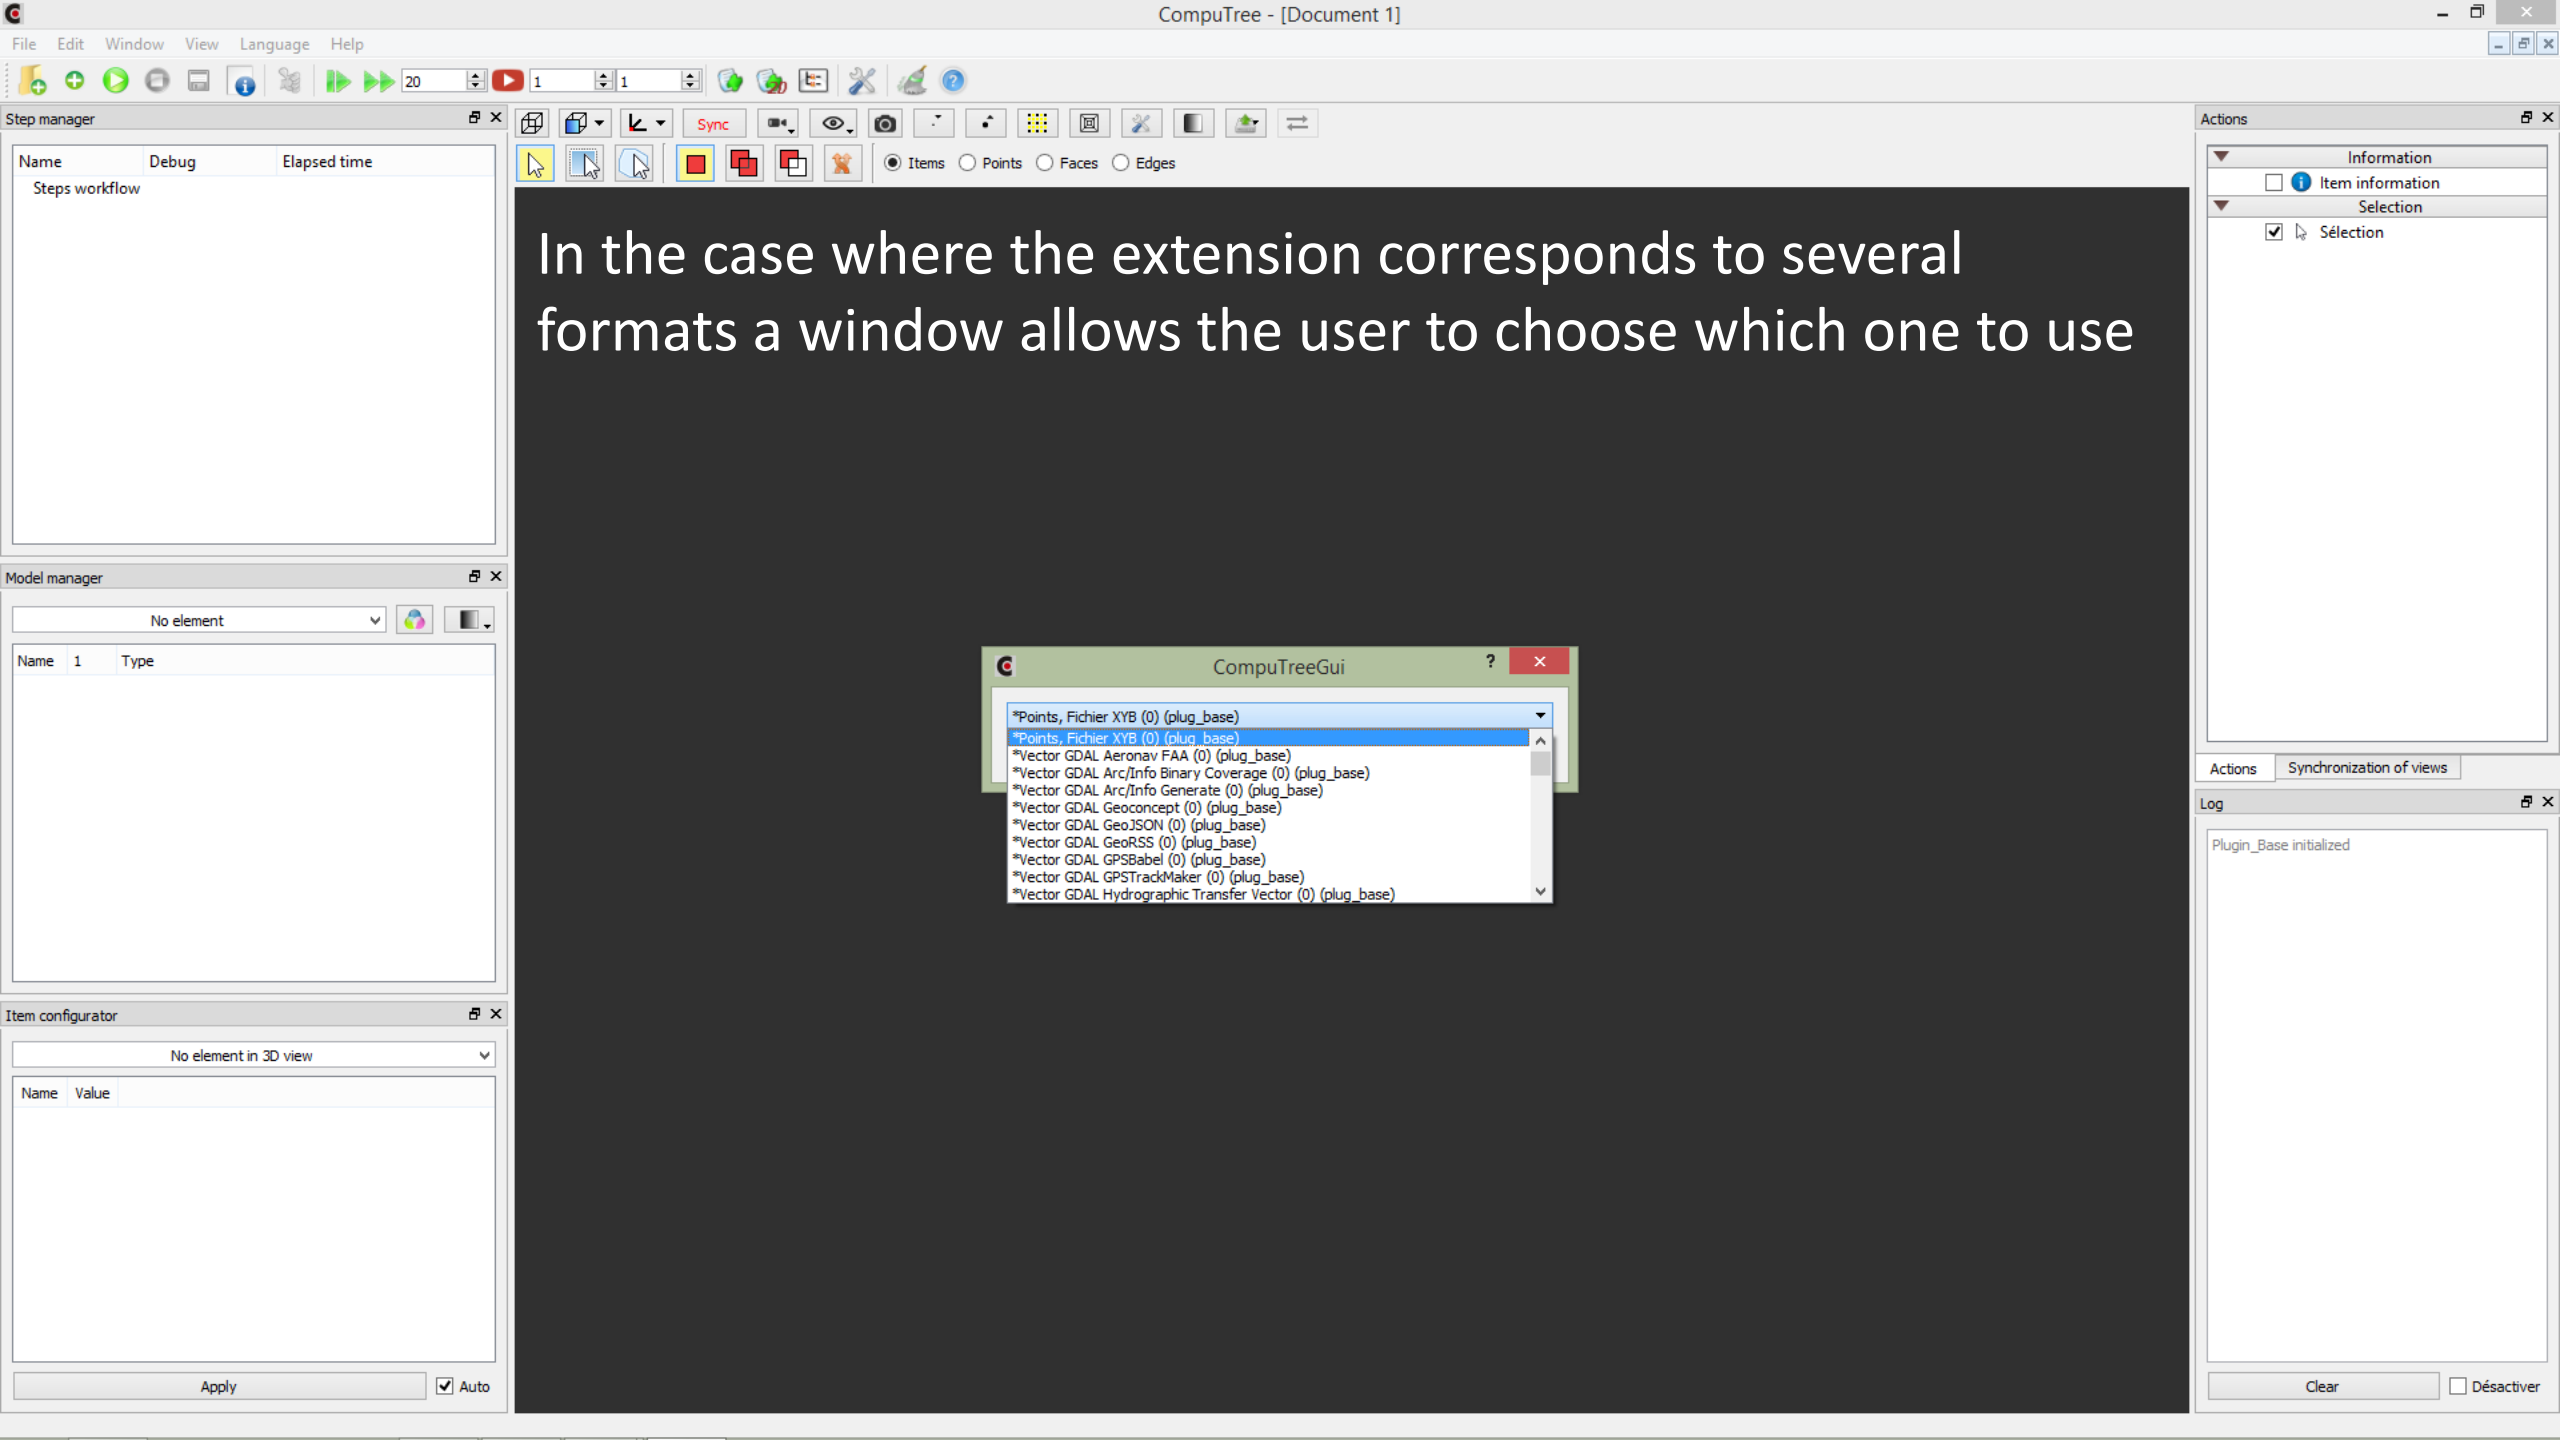 CompuTree - [Document 1]
File Edit Window View Language Help
20 1 1
Step manager
Name Debug Elapsed time
Steps workflow
Sync
Items Points Faces Edges
In the case where the extension corresponds to several
formats a window allows the user to choose which one to use
Actions
Information
Item information
Selection
Sélection
Model manager
No element
Name 1 Type
CompuTreeGui
*Points, Fichier XYB (0) (plug_base)
*Points, Fichier XYB (0) (plug_base)
*Vector GDAL Aeronav FAA (0) (plug_base)
*Vector GDAL Arc/Info Binary Coverage (0) (plug_base)
*Vector GDAL Arc/Info Generate (0) (plug_base)
*Vector GDAL Geoconcept (0) (plug_base)
*Vector GDAL GeoJSON (0) (plug_base)
*Vector GDAL GeoRSS (0) (plug_base)
*Vector GDAL GPSBabel (0) (plug_base)
*Vector GDAL GPSTrackMaker (0) (plug_base)
*Vector GDAL Hydrographic Transfer Vector (0) (plug_base)
Actions Synchronization of views
Log
Plugin_Base initialized
Item configurator
No element in 3D view
Name Value
Apply Auto
Clear Désactiver